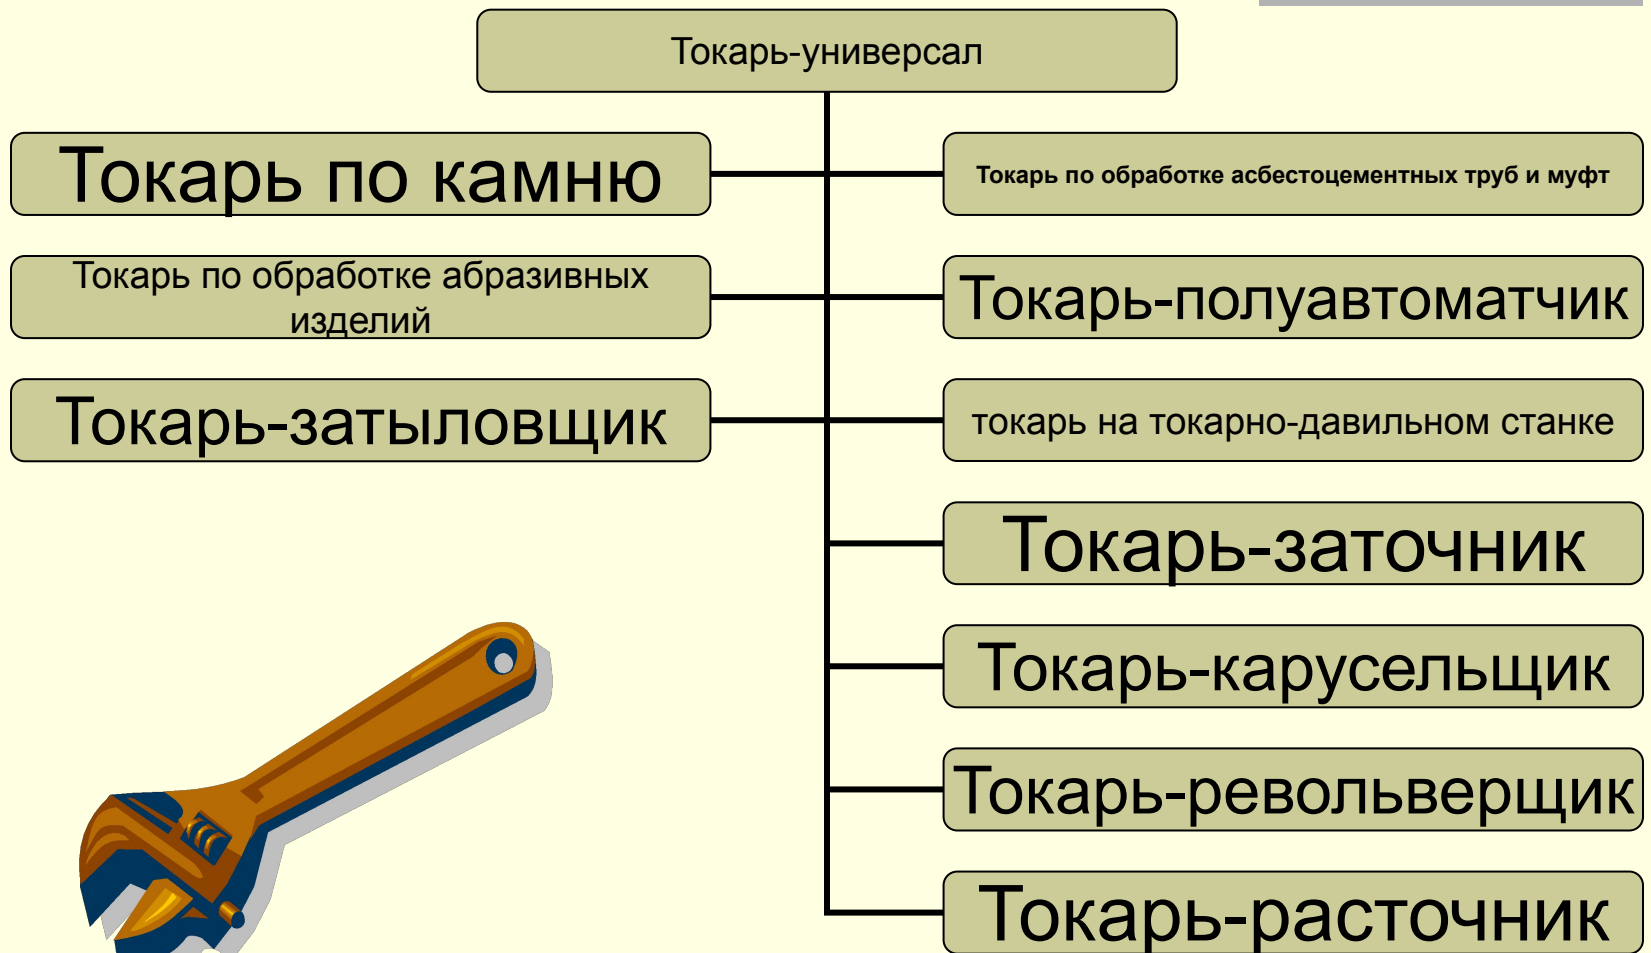 Токарь-универсал
Токарь по камню
Токарь по обработке асбестоцементных труб и муфт
Токарь по обработке абразивных
изделий
Токарь-полуавтоматчик
Токарь-затыловщик
токарь на токарно-давильном станке
Токарь-заточник
Токарь-карусельщик
Токарь-револьверщик
Токарь-расточник